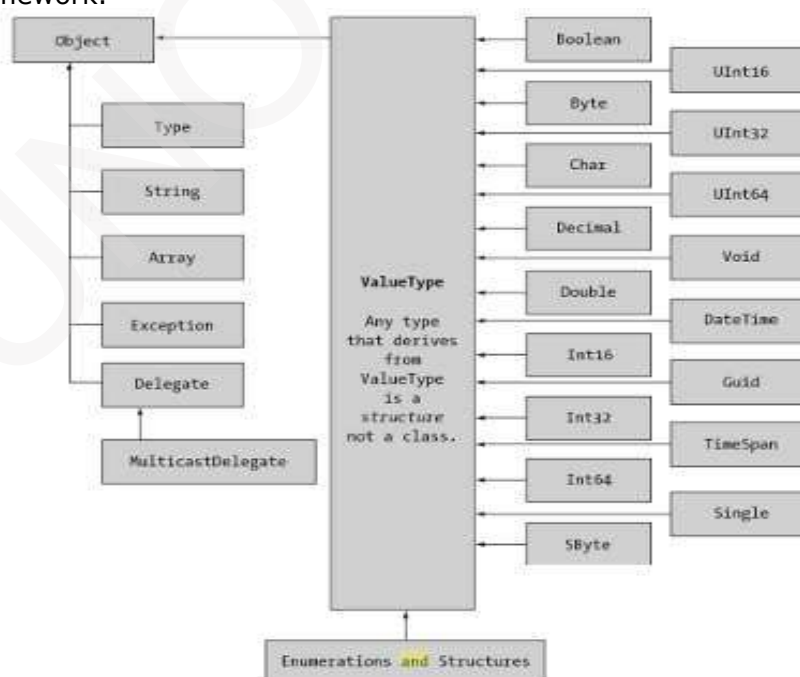 nework.
Object
Boolean
UInt16
Type
Byte
UInt32
String
Char
UInt64
Array
Decimal
Void
ValueType
Double
Exception
Any type
that derives
from
ValueType
is a
structure
not a class.
DateTime
Int16
Delegate
Guid
Int32
MulticastDelegate
TimeSpan
Int64
Single
SByte
Enumerations and Structures
UNO